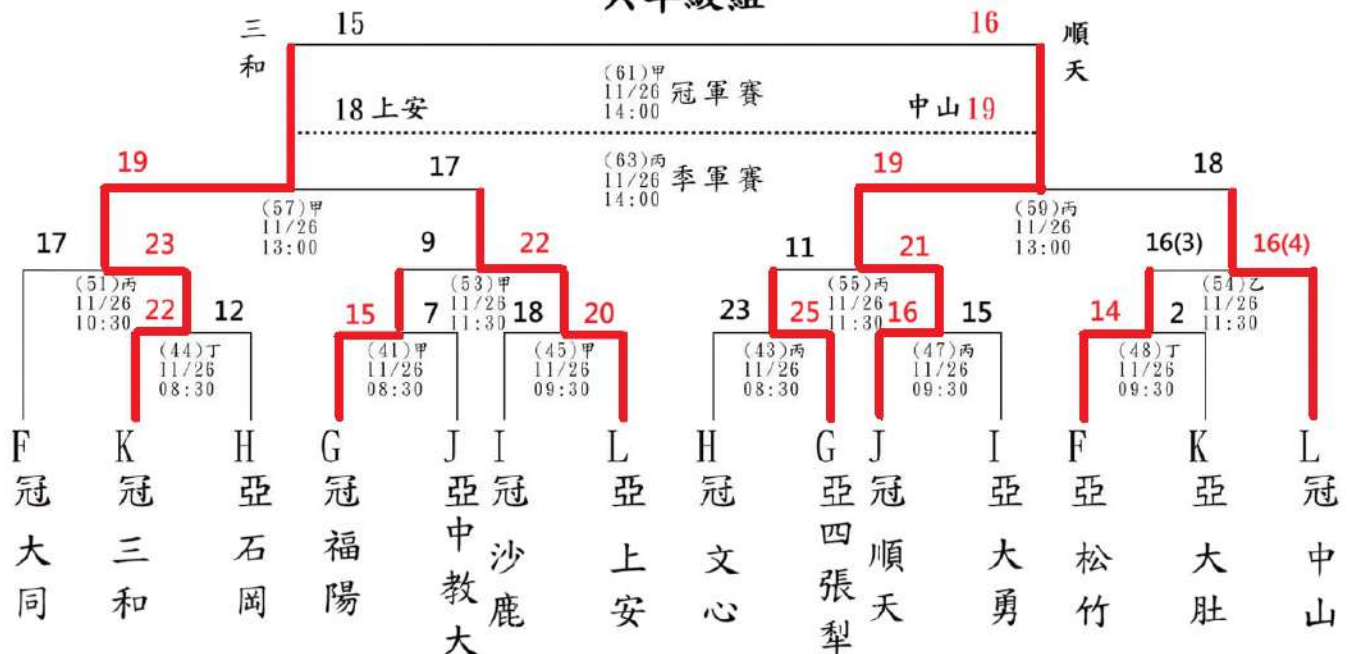 15 16
三和 順天
(61)甲
11/26 冠軍賽
14:00
18 上安 中山 19
19 17 (63)丙 19 18
11/26 季軍賽
14:00
(57)甲
11/26
13:00
(59)丙
11/26
13:00
17 23 9 22 11 21 16(3) 16(4)
(51)丙
11/26
10:30
(53)甲
11/26
11:30
(55)丙
11/26
11:30
(54)乙
11/26
11:30
22 12 15 7 18 20 23 25 16 15 14 2
(44)丁
11/26
08:30
(41)甲
11/26
08:30
(45)甲
11/26
09:30
(43)丙
11/26
08:30
(47)丙
11/26
09:30
(48)丁
11/26
09:30
F K H G J I L H G J I F K L
冠 冠 亞 冠 亞 冠 亞 冠 亞 冠 亞 亞 亞 冠
大同 三和 石岡 福陽 中教大 沙鹿 上安 文心 四張犁 順天 大勇 松竹 大肚 中山